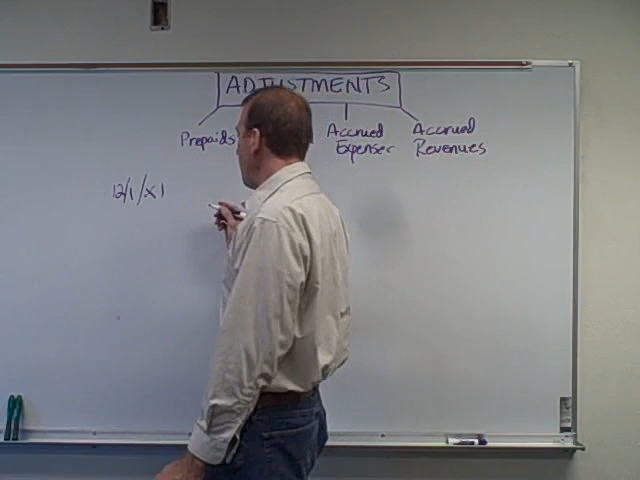 ADJUSTMENTS
Prepaids
Accrued
Expenses
Accrued
Revenues
12/1/X1